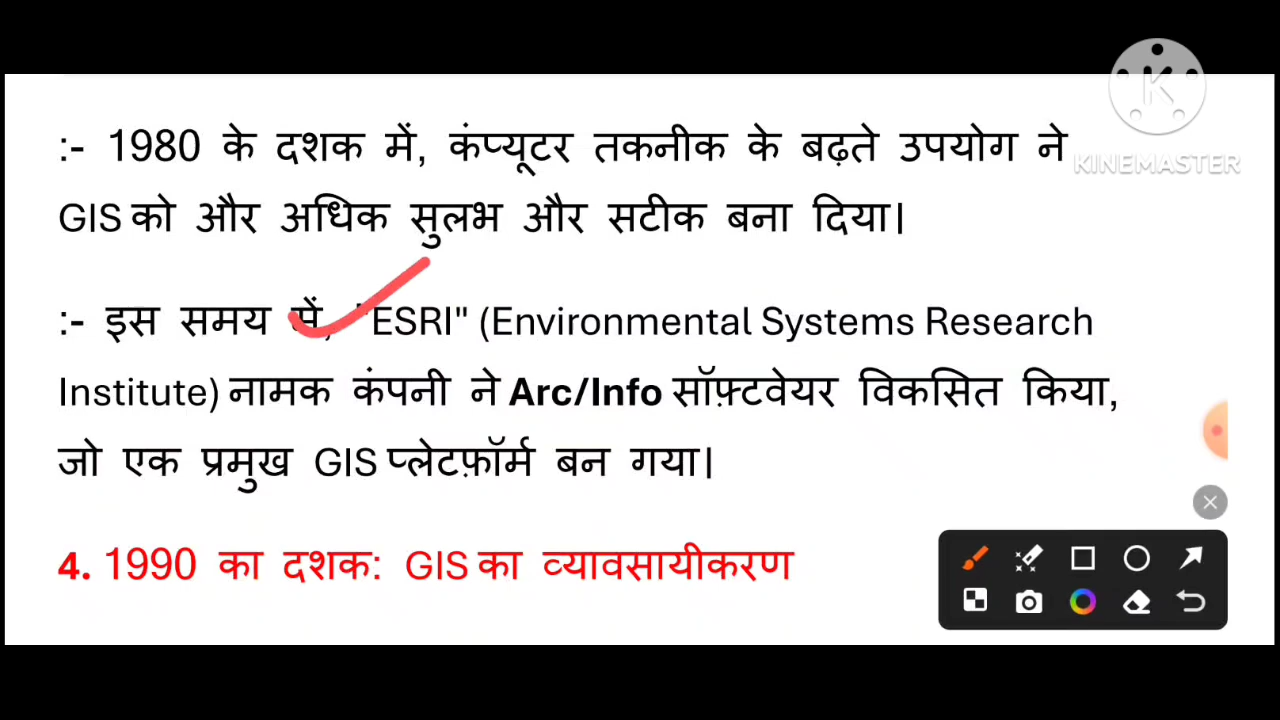 KINEMASTER
:- 1980 के दशक में, कंप्यूटर तकनीक के बढ़ते उपयोग ने
GIS को और अधिक सुलभ और सटीक बना दिया।
:- इस समय में, "ESRI" (Environmental Systems Research
Institute) नामक कंपनी ने Arc/Info सॉफ़्टवेयर विकसित किया,
जो एक प्रमुख GIS प्लेटफ़ॉर्म बन गया।
4. 1990 का दशक: GIS का व्यावसायीकरण